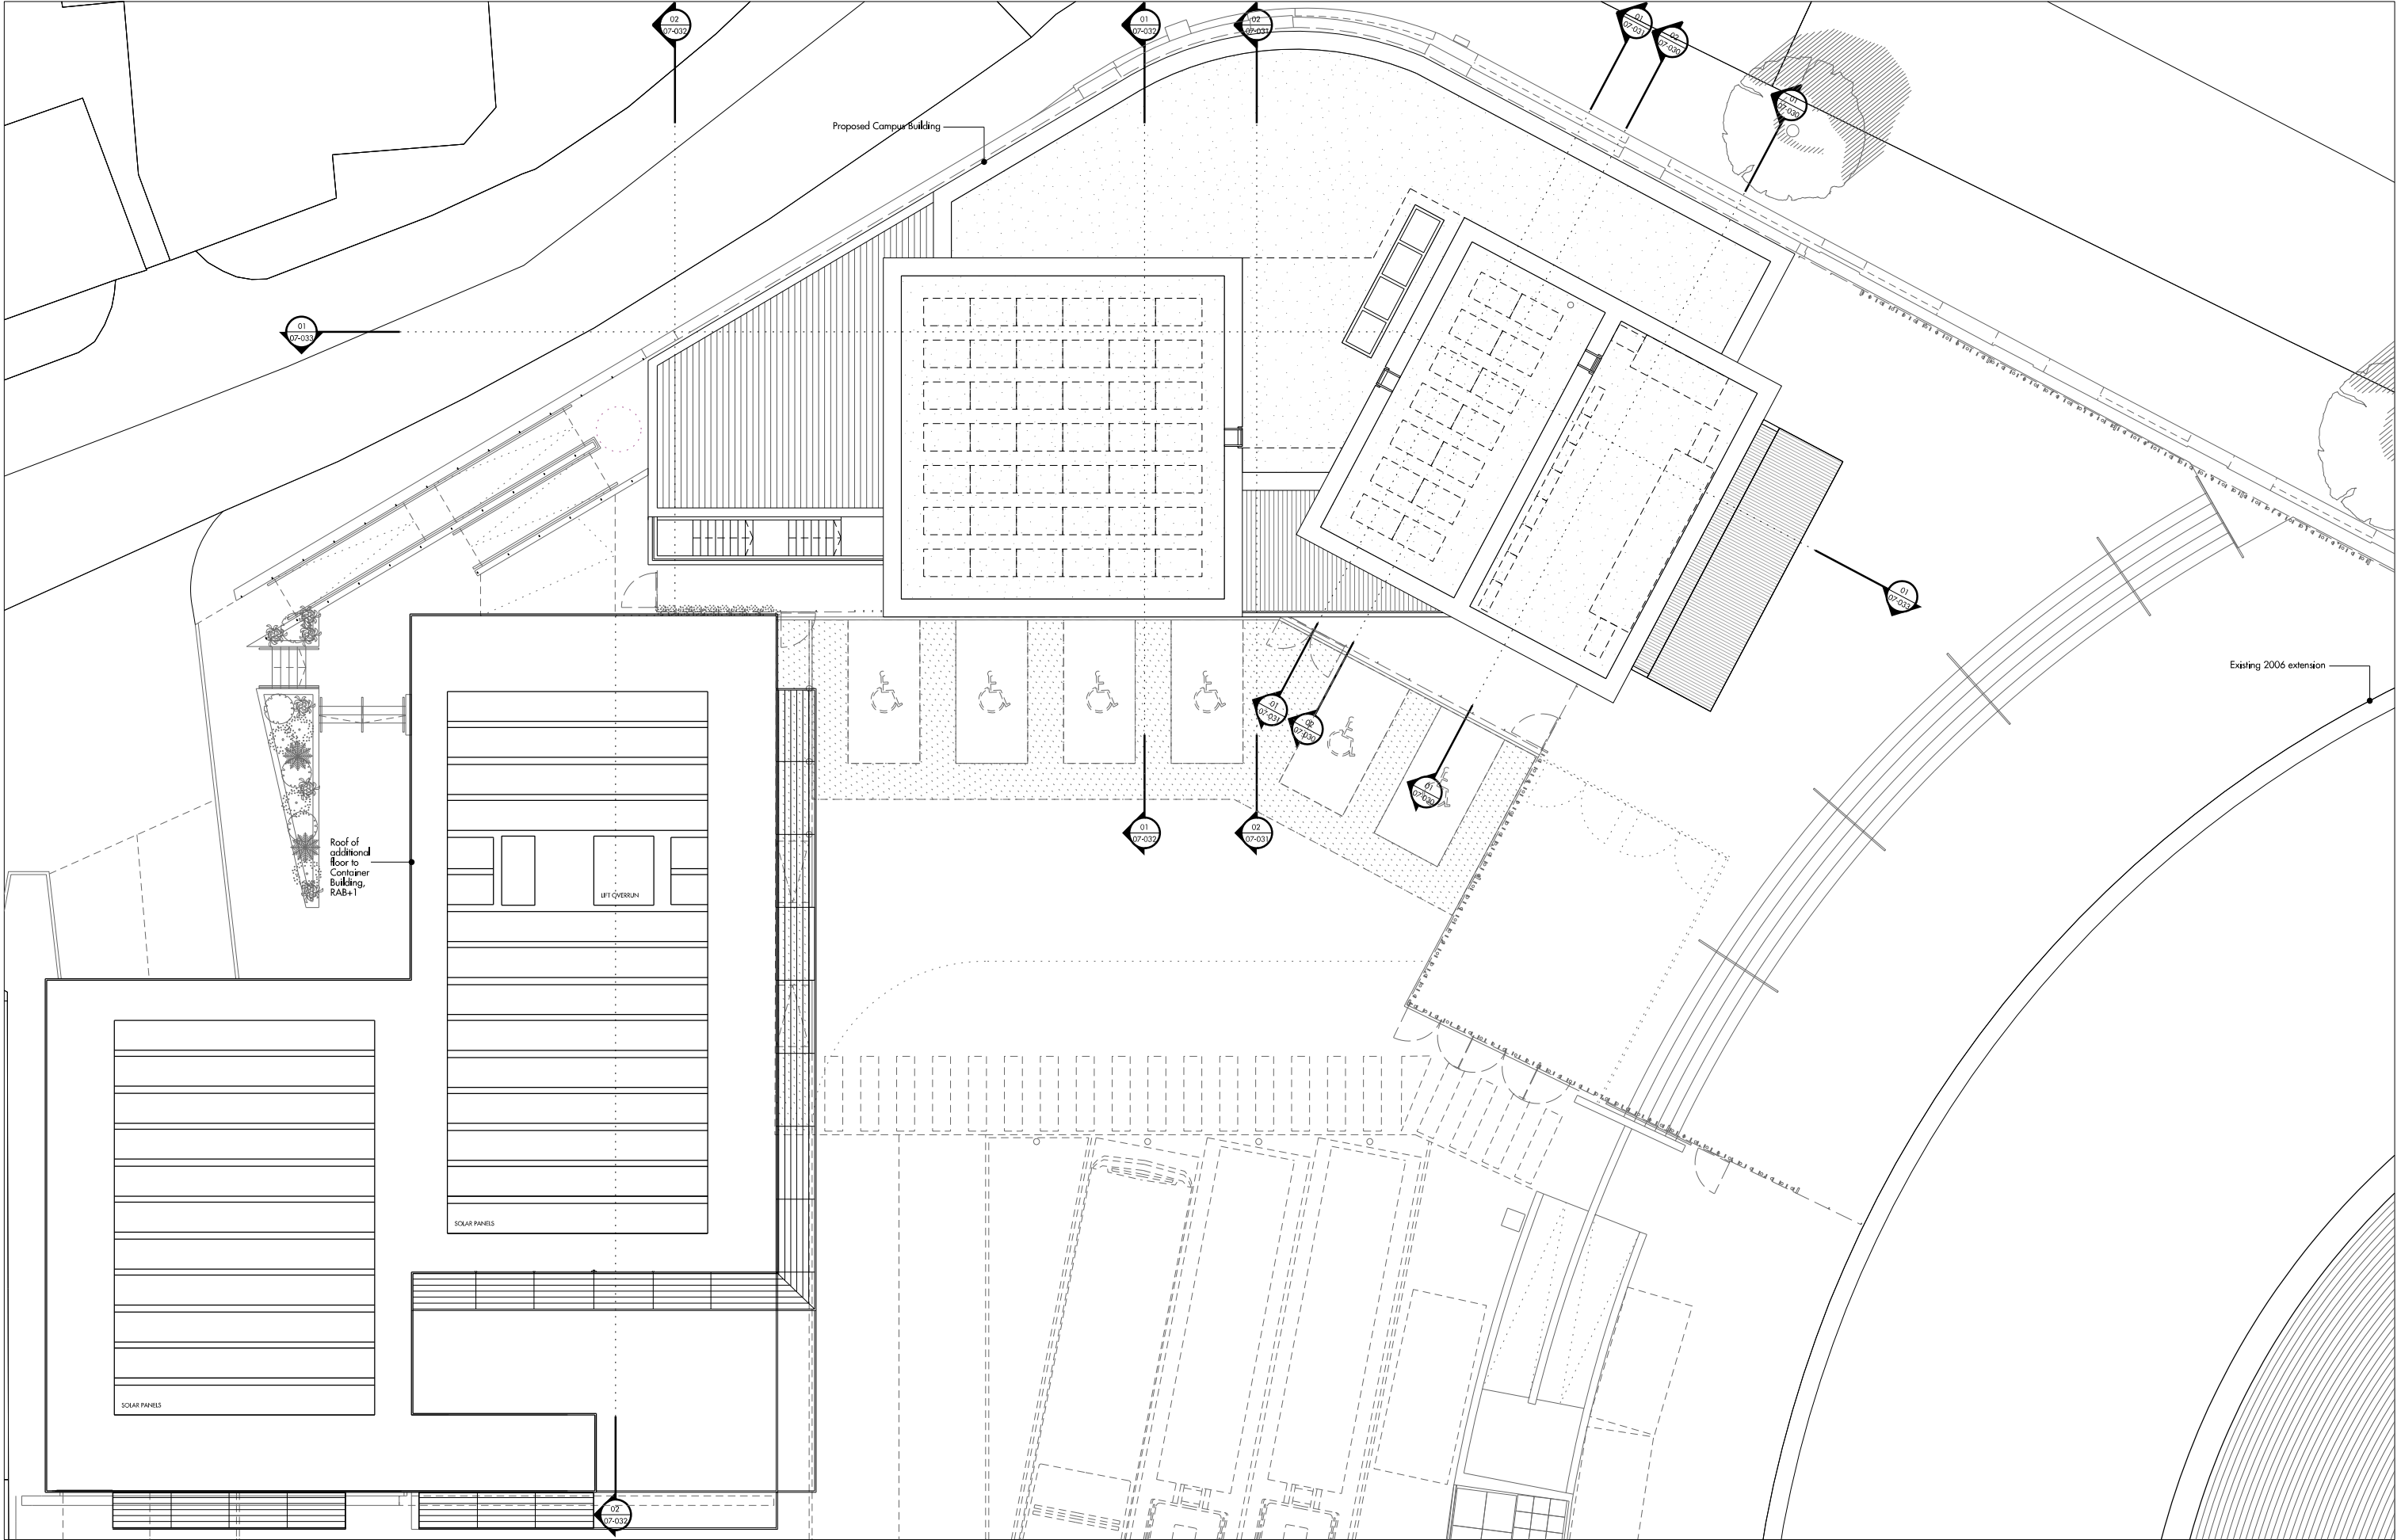 02
07-032
01
07-032
02
07-031
01
07-031
02
07-030
01
07-030
Proposed Campus Building
01
07-033
01
07-033
Existing 2006 extension
01
07-031
02
07-030
01
07-030
01
07-032
02
07-031
Roof of
additional
floor to
Container
Building,
RAB+1
LIFT OVERRUN
SOLAR PANELS
SOLAR PANELS
02
07-032